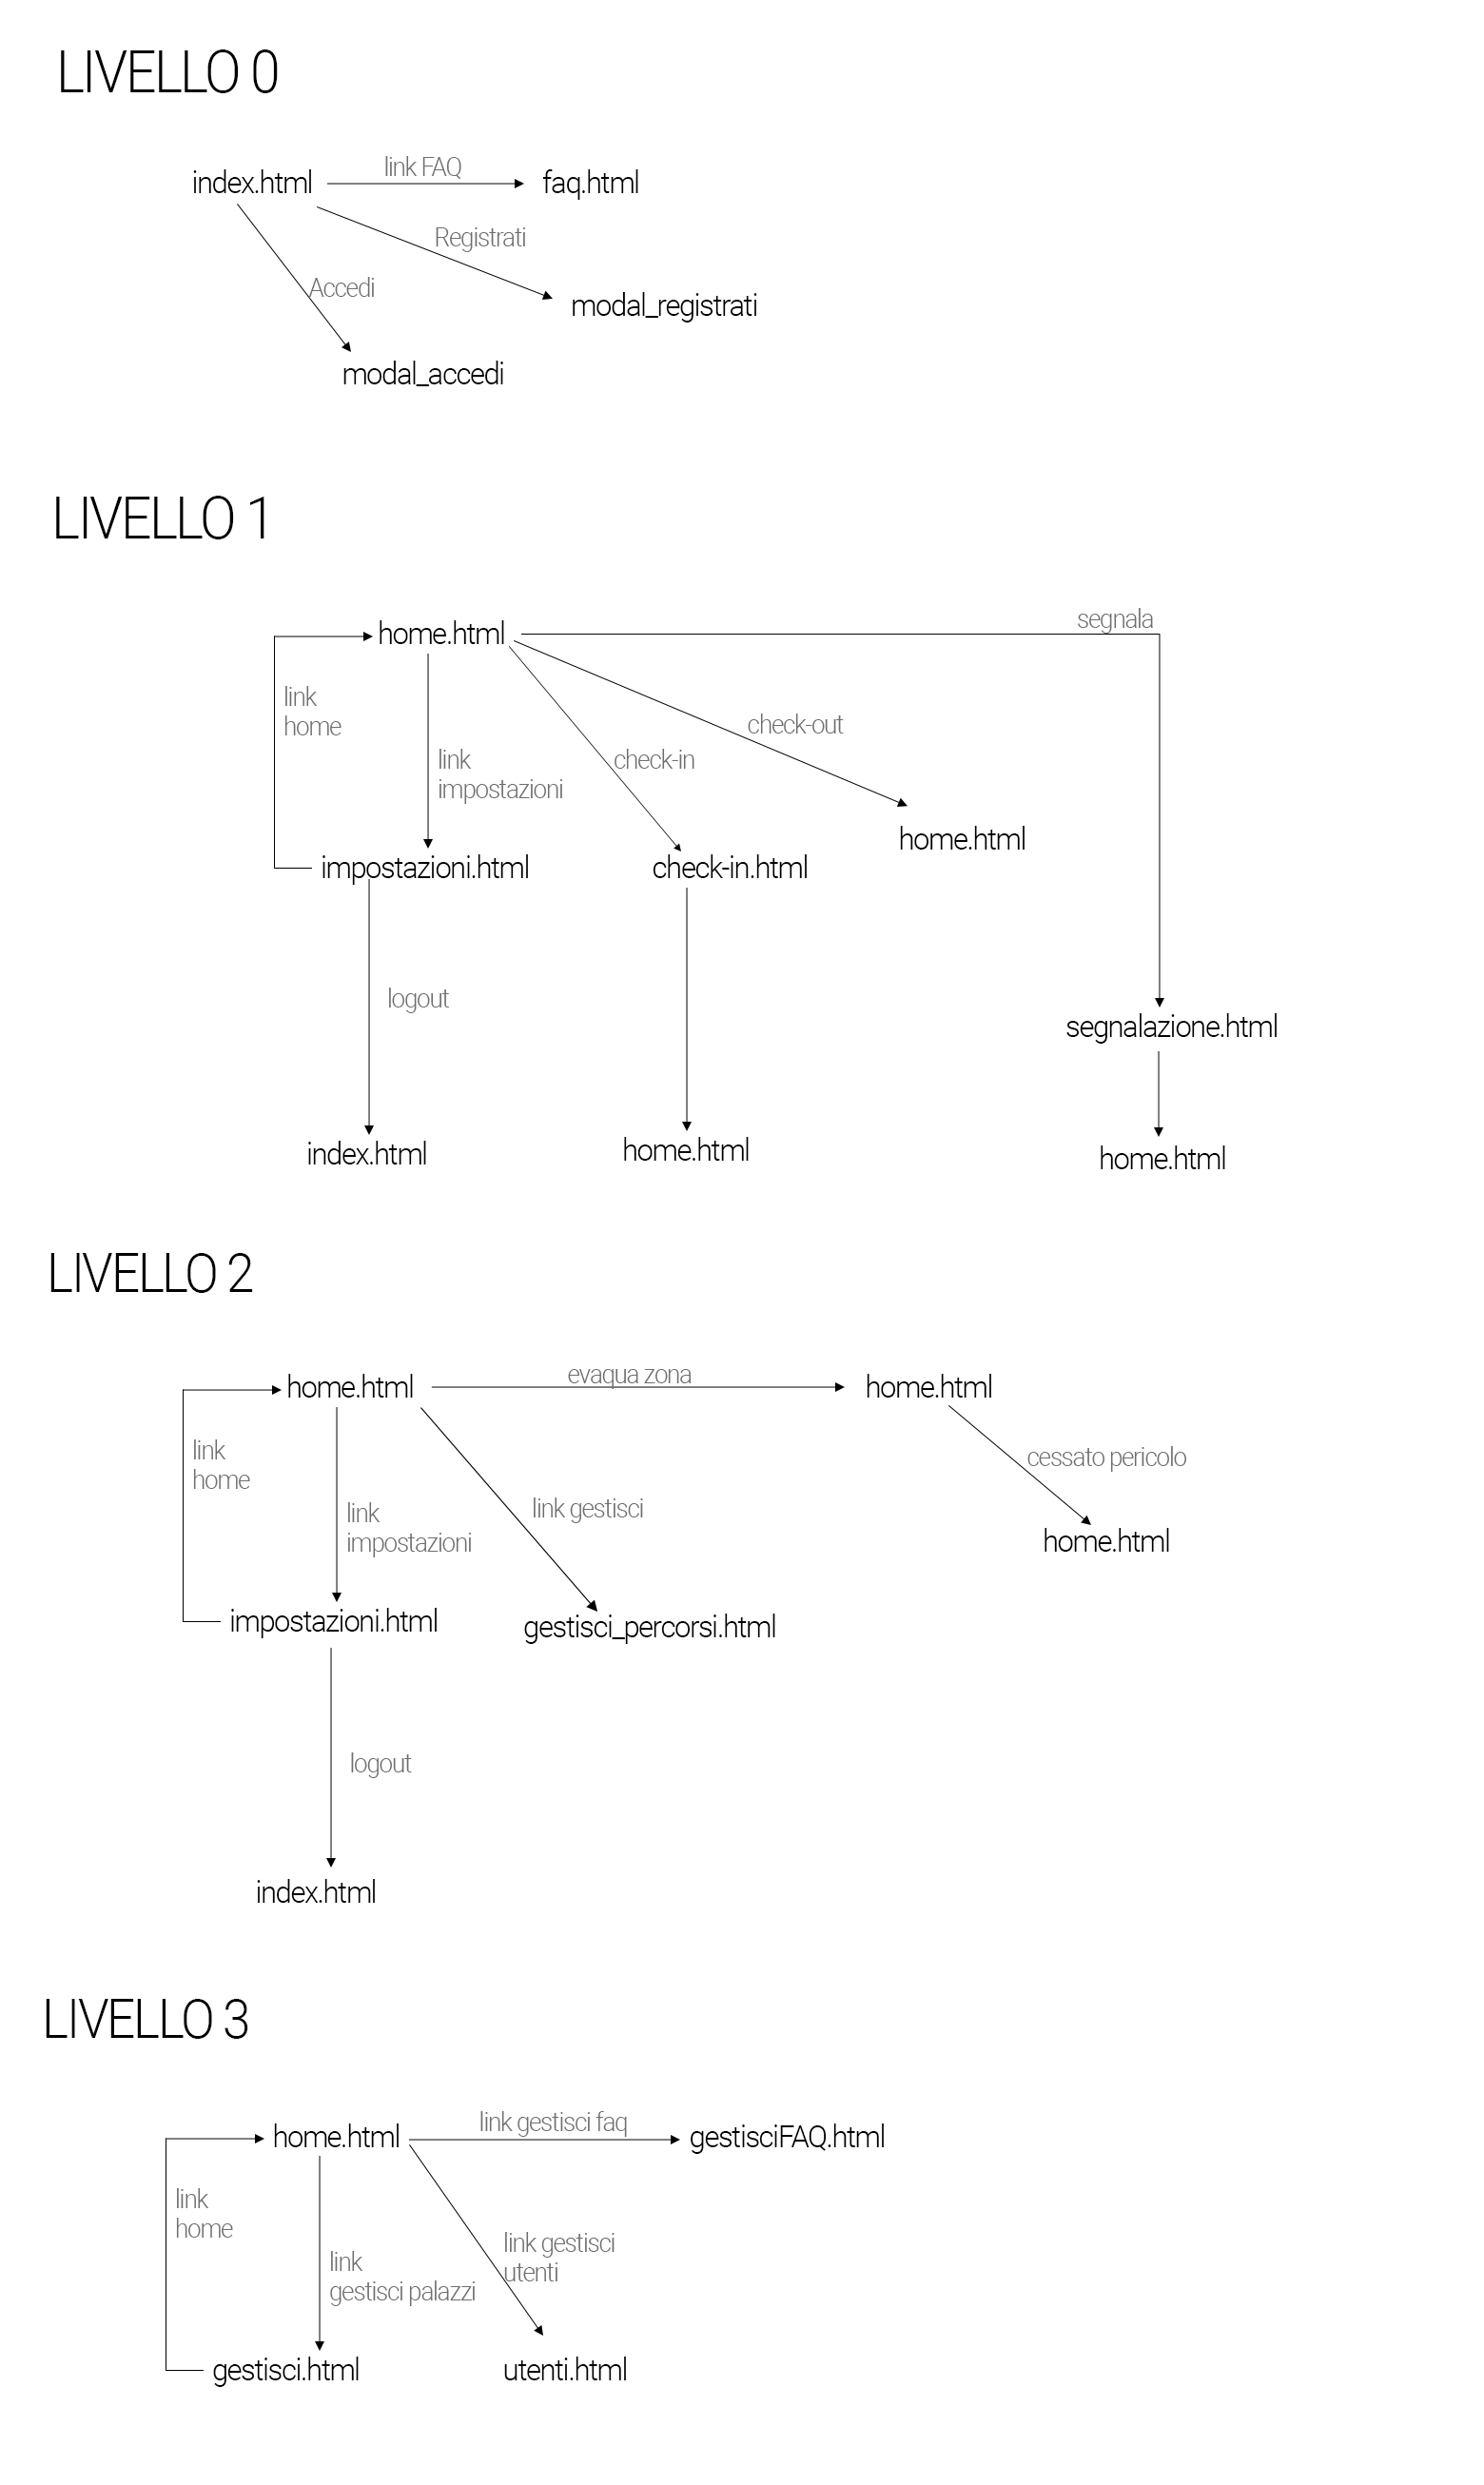 LIVELLO 0
link FAQ
index.html
faq.html
Registrati
Accedi
modal_registrati
modal_accedi
LIVELLO 1
segnala
home.html
link
home
check-out
link
impostazioni
check-in
home.html
impostazioni.html
check-in.html
logout
segnalazione.html
index.html
home.html
home.html
LIVELLO 2
evaqua zona
home.html
home.html
link
home
cessato pericolo
link
impostazioni
link gestisci
home.html
impostazioni.html
gestisci_percorsi.html
logout
index.html
LIVELLO 3
link gestisci faq
home.html
gestisciFAQ.html
link
home
link gestisci
utenti
link
gestisci palazzi
gestisci.html
utenti.html